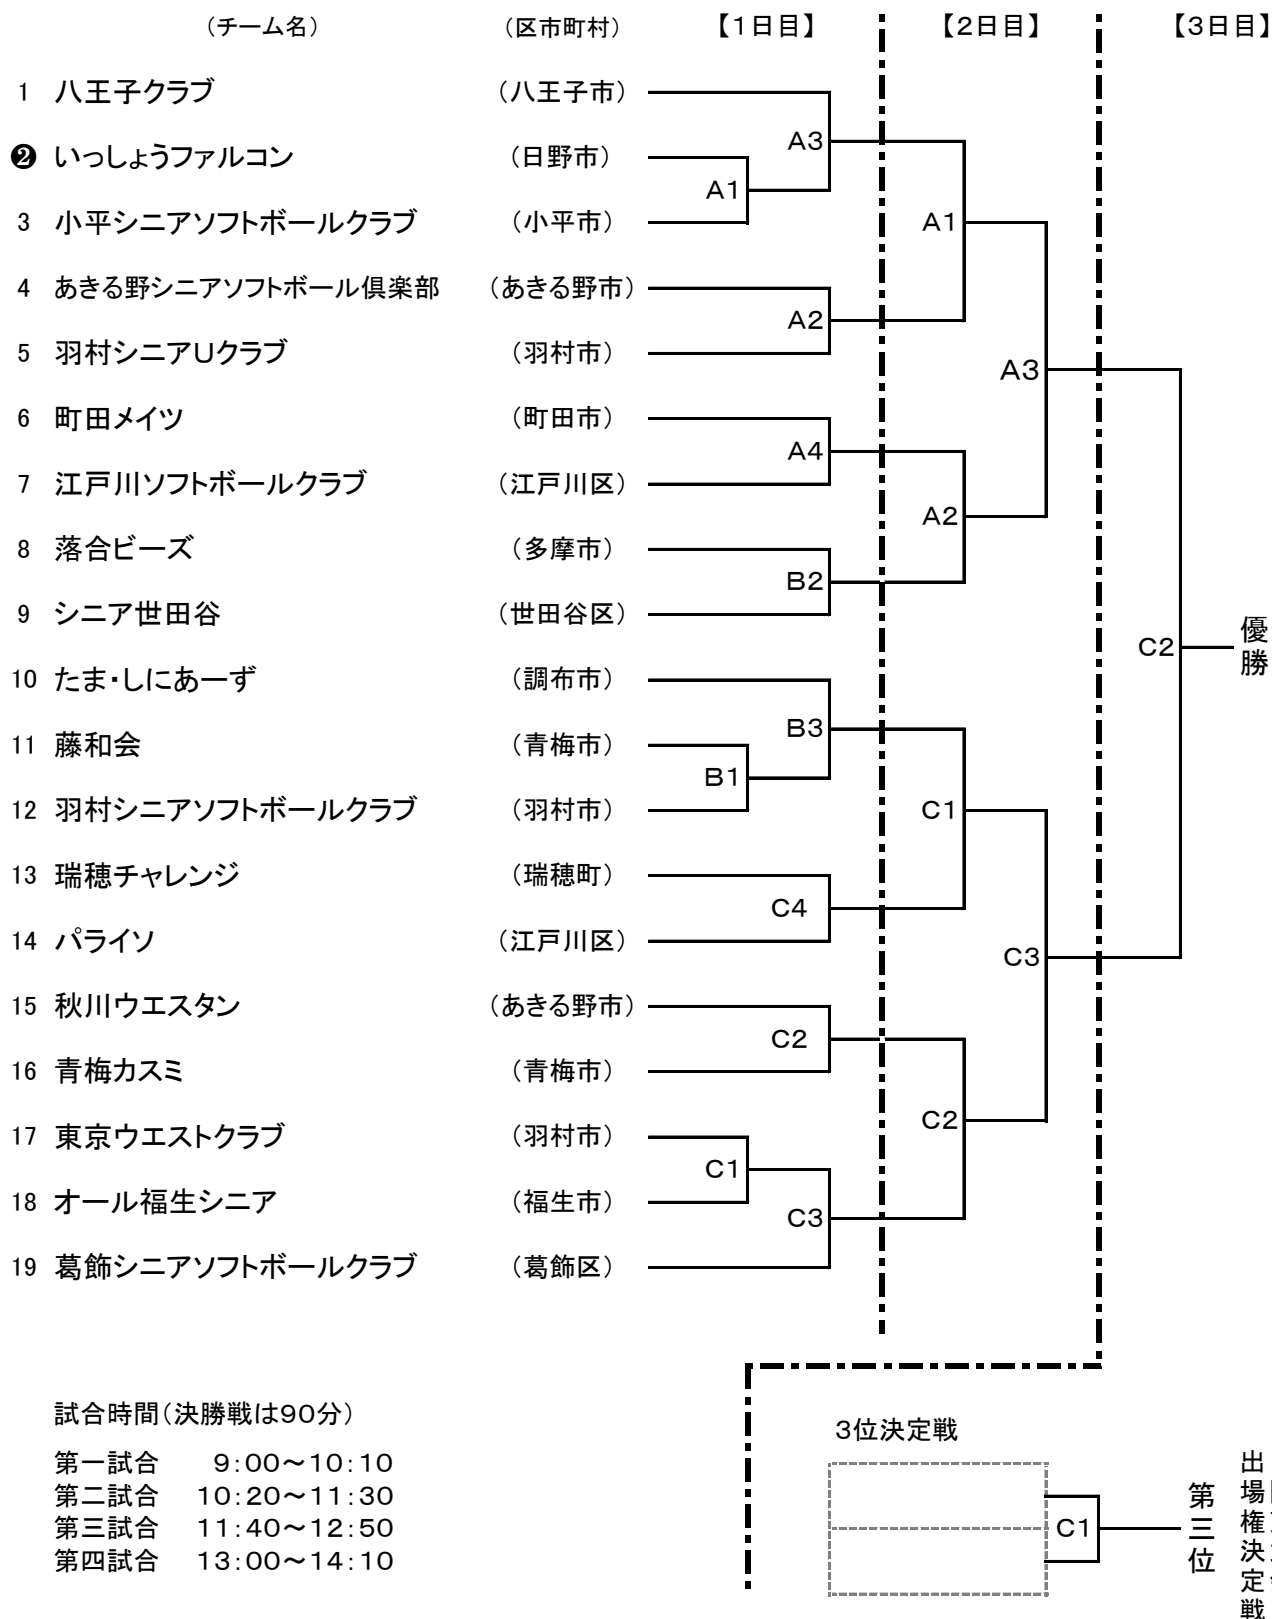 （チーム名） （区市町村） 【１日目】 【２日目】 【３日目】
1 八王子クラブ （八王子市）
A3
❷ いっしょうファルコン （日野市）
A1
3 小平シニアソフトボールクラブ （小平市）
A1
4 あきる野シニアソフトボール倶楽部 （あきる野市）
A2
5 羽村シニアＵクラブ （羽村市）
A3
6 町田メイツ （町田市）
A4
7 江戸川ソフトボールクラブ （江戸川区）
A2
8 落合ビーズ （多摩市）
B2
9 シニア世田谷 （世田谷区）
C2 優勝
10 たま・しにあーず （調布市）
B3
11 藤和会 （青梅市）
B1
12 羽村シニアソフトボールクラブ （羽村市）
C1
13 瑞穂チャレンジ （瑞穂町）
C4
14 パライソ （江戸川区）
C3
15 秋川ウエスタン （あきる野市）
C2
16 青梅カスミ （青梅市）
C2
17 東京ウエストクラブ （羽村市）
C1
18 オール福生シニア （福生市）
C3
19 葛飾シニアソフトボールクラブ （葛飾区）
試合時間（決勝戦は９０分）
第一試合 9：00～10：10
第二試合 10：20～11：30
第三試合 11：40～12：50
第四試合 13：00～14：10
３位決定戦
C1
第三位
出場権決定戦